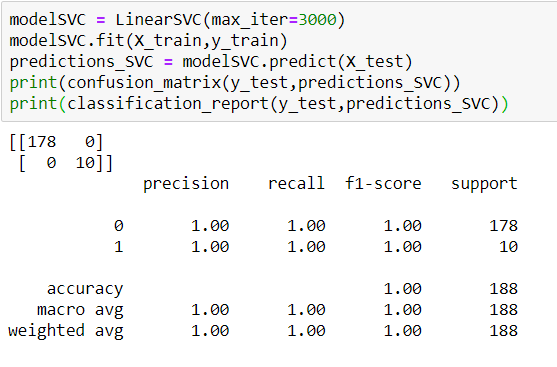 modelSVC = LinearSVC(max_iter=3000)
modelSVC.fit(X_train,y_train)
predictions_SVC = modelSVC.predict(X_test)
print(confusion_matrix(y_test,predictions_SVC))
print(classification_report(y_test,predictions_SVC))
[[178   0]
 [  0  10]]
              precision    recall  f1-score   support

           0       1.00      1.00      1.00       178
           1       1.00      1.00      1.00        10

    accuracy                           1.00       188
   macro avg       1.00      1.00      1.00       188
weighted avg       1.00      1.00      1.00       188